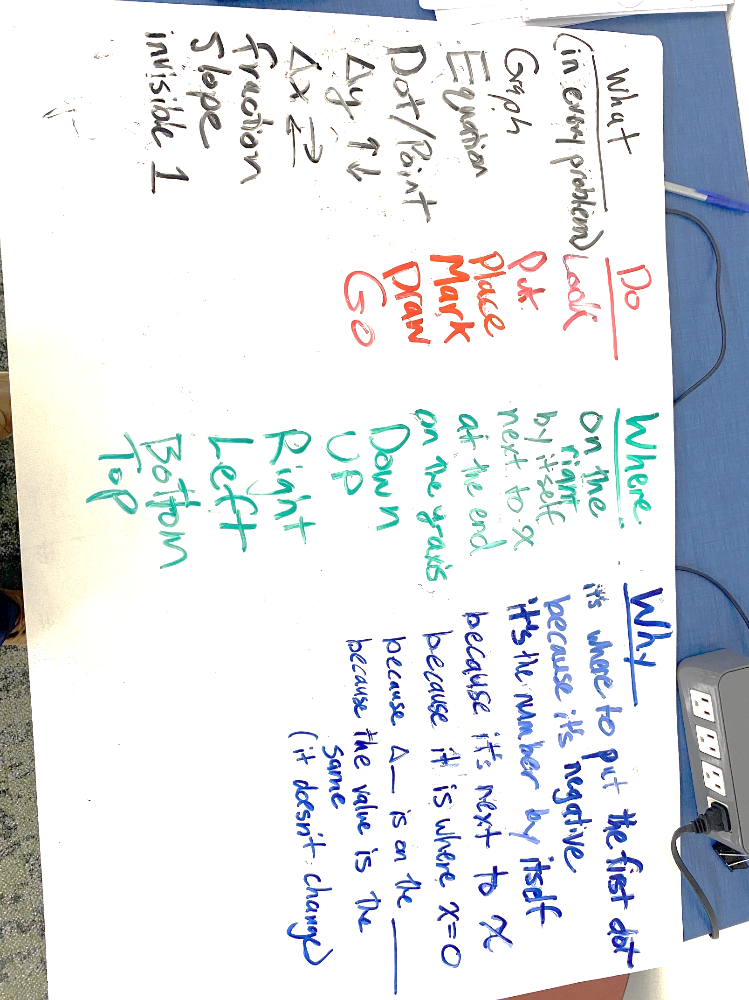 What
(in every problem)
Graph
Equation
Dot/Point
Δy ↑↓
Δx ⇄
fraction
Slope
invisible 1
Do
Look
Put
Place
Mark
Draw
Go
Where
On the
right
by itself
next to x
at the end
on the y-axis
Down
UP
Right
Left
Bottom
Top
Why
it's where to put the first dot
because it's negative
it's the number by itself
because it's next to x
because it is where x=0
because Δ__ is on the ____
because the value is the
same
(it doesn't change)